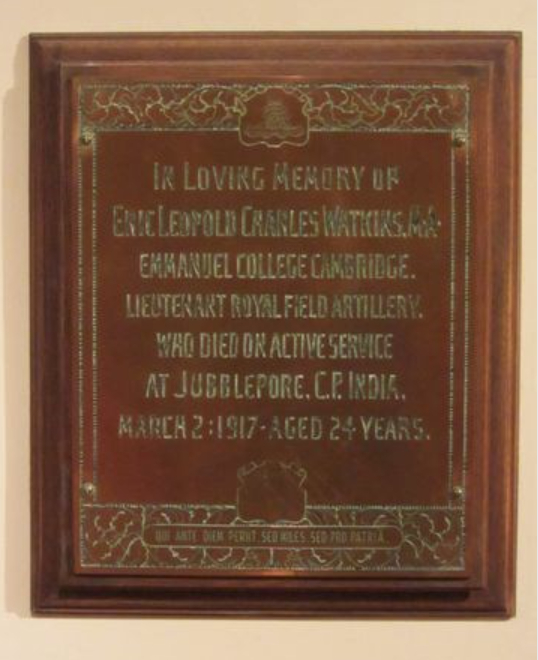 IN LOVING MEMORY OF
ERIC LEOPOLD CHARLES WATKINS, M.A.
EMMANUEL COLLEGE CAMBRIDGE.
LIEUTENANT ROYAL FIELD ARTILLERY.
WHO DIED ON ACTIVE SERVICE
AT JUBBLEPORE, C.P. INDIA,
MARCH 2 : 1917 - AGED 24 YEARS.
QUI ANTE DIEM PERIIT SED MILES, SED PRO PATRIA.